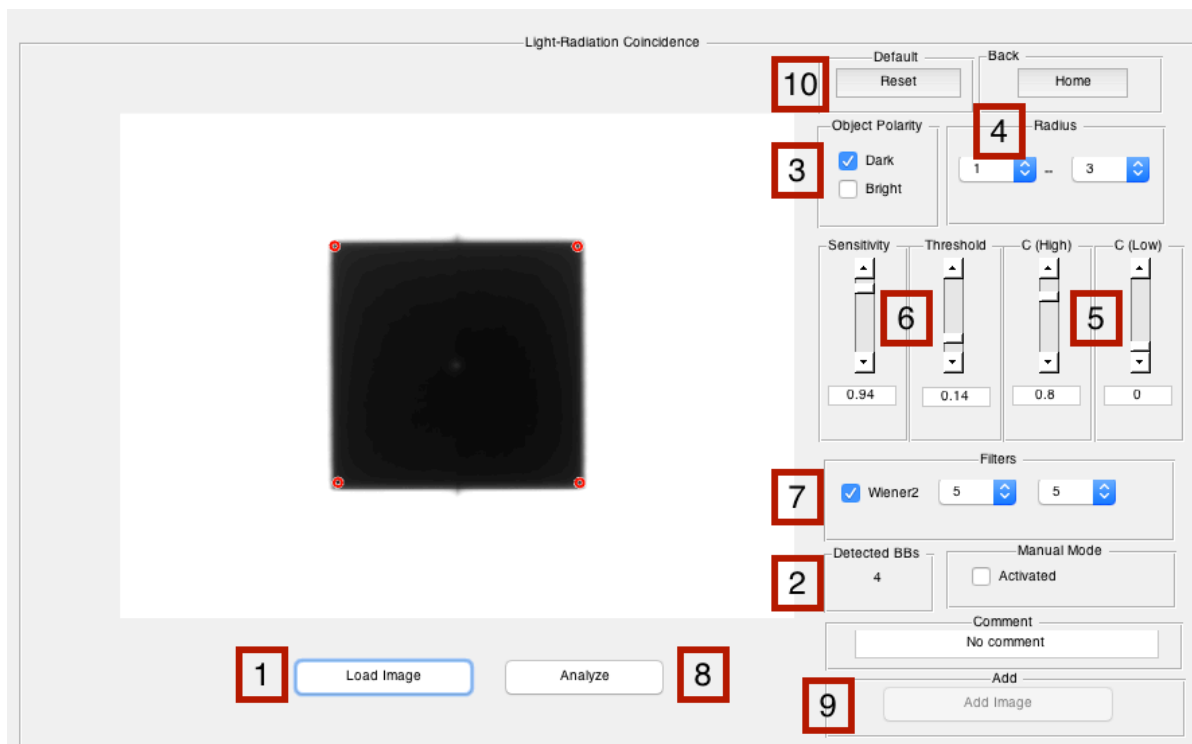 Light-Radiation Coincidence
Default
Back
10
Reset
Home
Object Polarity
4
Radius
3
Dark
Bright
1
--
3
Sensitivity
Threshold
C (High)
C (Low)
6
5
0.94
0.14
0.8
0
Filters
7
Wiener2
5
5
Detected BBs
Manual Mode
2
4
Activated
Comment
No comment
1
Load Image
Analyze
8
Add
9
Add Image